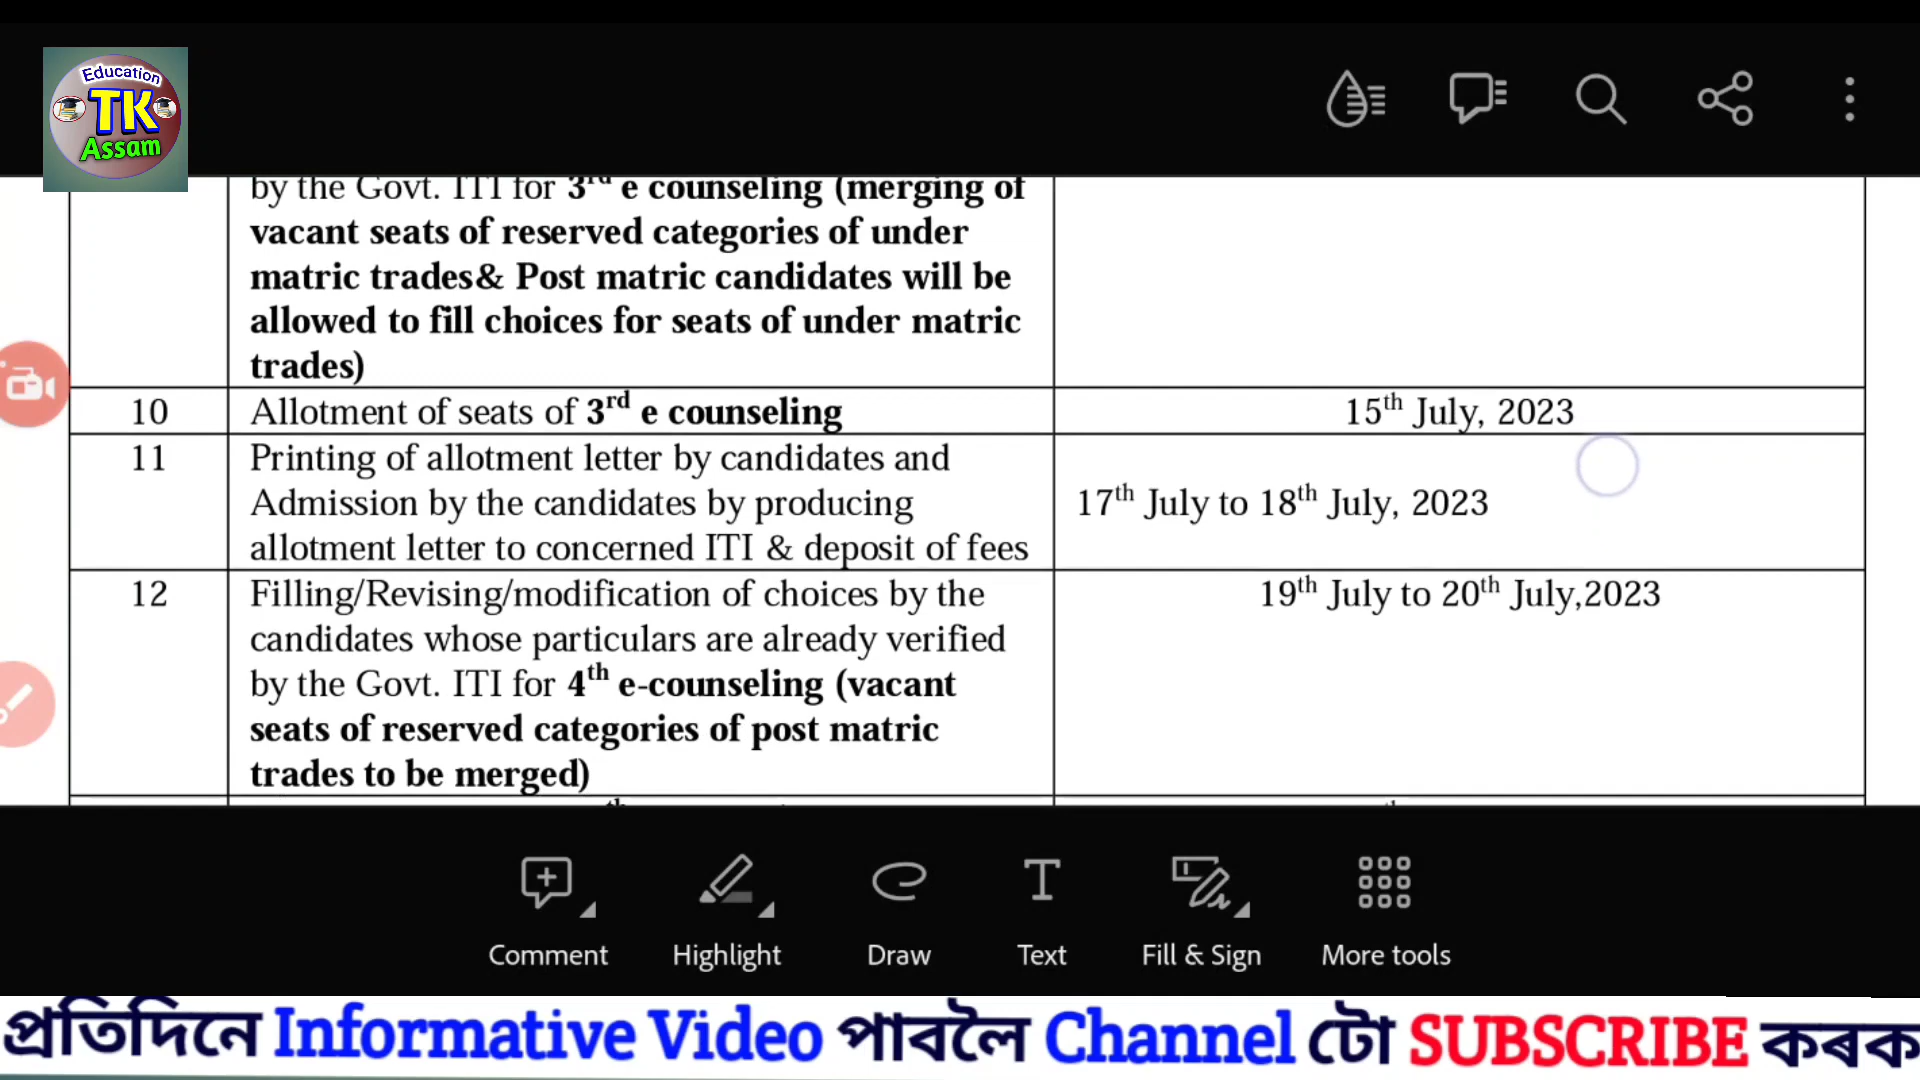 Education
TK
Assam
by the Govt. ITI for 3rd e counseling (merging of
vacant seats of reserved categories of under
matric trades& Post matric candidates will be
allowed to fill choices for seats of under matric
trades)
10 Allotment of seats of 3rd e counseling 15th July, 2023
11 Printing of allotment letter by candidates and
Admission by the candidates by producing 17th July to 18th July, 2023
allotment letter to concerned ITI & deposit of fees
12 Filling/Revising/modification of choices by the 19th July to 20th July,2023
candidates whose particulars are already verified
by the Govt. ITI for 4th e-counseling (vacant
seats of reserved categories of post matric
trades to be merged)
Comment Highlight Draw Text Fill & Sign More tools
প্ৰতিদিনে Informative Video পাবলৈ Channel টো SUBSCRIBE কৰক